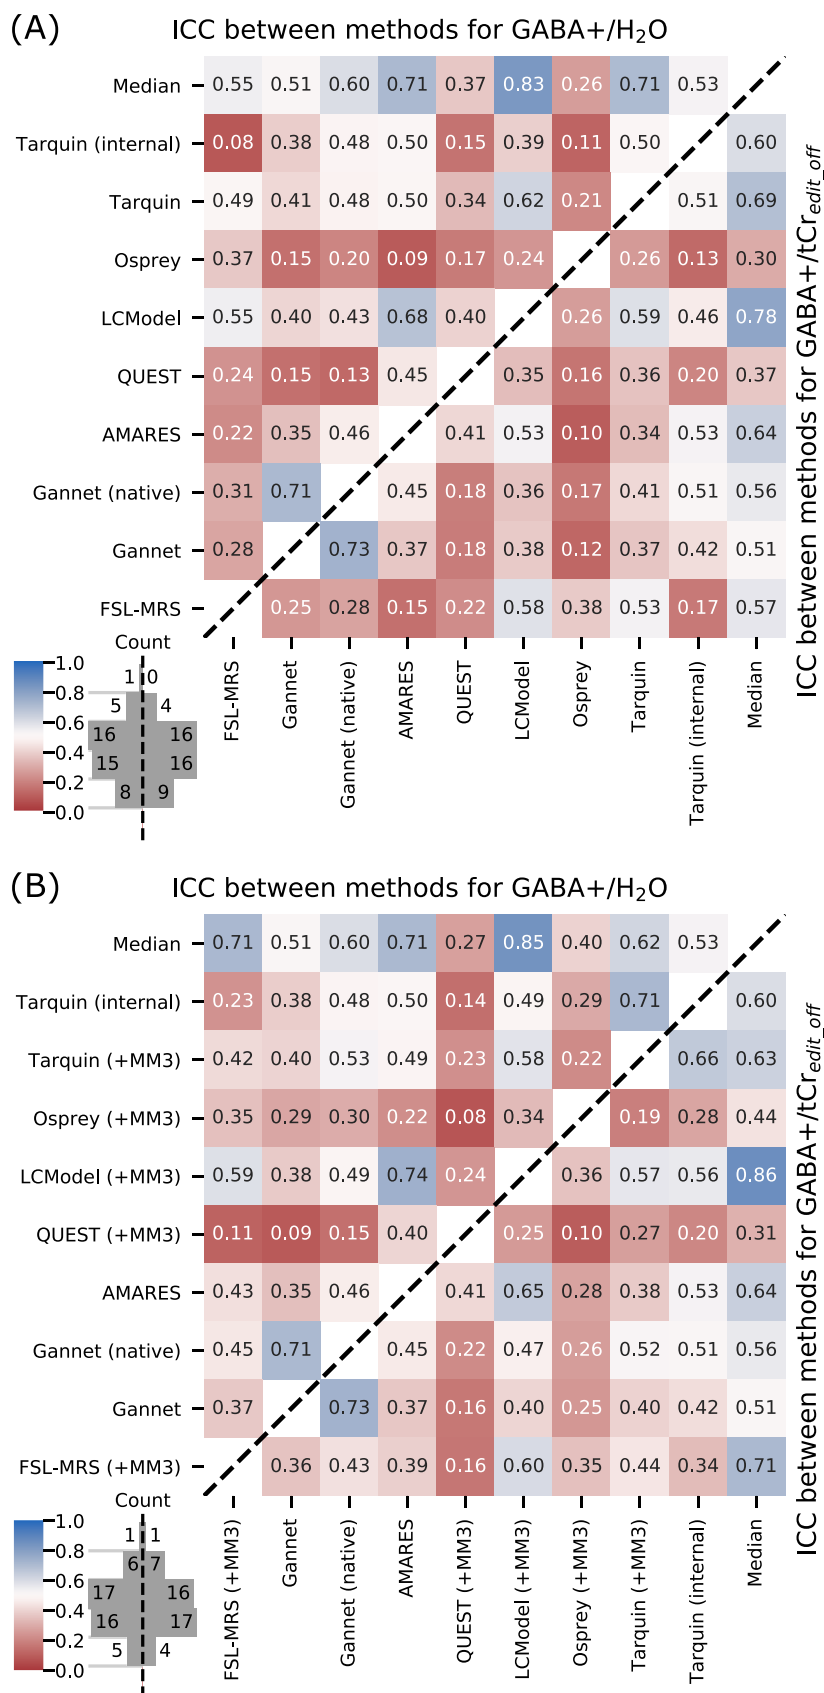 (A)
ICC between methods for GABA+/H₂O
Median 0.55 0.51 0.60 0.71 0.37 0.83 0.26 0.71 0.53
Tarquin (internal) 0.08 0.38 0.48 0.50 0.15 0.39 0.11 0.50 0.60
Tarquin 0.49 0.41 0.48 0.50 0.34 0.62 0.21 0.51 0.69
Osprey 0.37 0.15 0.20 0.09 0.17 0.24 0.26 0.13 0.30
LCModel 0.55 0.40 0.43 0.68 0.40 0.26 0.59 0.46 0.78
QUEST 0.24 0.15 0.13 0.45 0.35 0.16 0.36 0.20 0.37
AMARES 0.22 0.35 0.46 0.41 0.53 0.10 0.34 0.53 0.64
Gannet (native) 0.31 0.71 0.45 0.18 0.36 0.17 0.41 0.51 0.56
Gannet 0.28 0.73 0.37 0.18 0.38 0.12 0.37 0.42 0.51
FSL-MRS 0.25 0.28 0.15 0.22 0.58 0.38 0.53 0.17 0.57
FSL-MRS Gannet Gannet (native) AMARES QUEST LCModel Osprey Tarquin Tarquin (internal) Median
ICC between methods for GABA+/tCr_edit_off
Count
1.0 1 0
0.8 5 4
0.6 16 16
0.4 15 16
0.2 8 9
0.0
(B)
ICC between methods for GABA+/H₂O
Median 0.71 0.51 0.60 0.71 0.27 0.85 0.40 0.62 0.53
Tarquin (internal) 0.23 0.38 0.48 0.50 0.14 0.49 0.29 0.71 0.60
Tarquin (+MM3) 0.42 0.40 0.53 0.49 0.23 0.58 0.22 0.66 0.63
Osprey (+MM3) 0.35 0.29 0.30 0.22 0.08 0.34 0.19 0.28 0.44
LCModel (+MM3) 0.59 0.38 0.49 0.74 0.24 0.36 0.57 0.56 0.86
QUEST (+MM3) 0.11 0.09 0.15 0.40 0.25 0.10 0.27 0.20 0.31
AMARES 0.43 0.35 0.46 0.41 0.65 0.28 0.38 0.53 0.64
Gannet (native) 0.45 0.71 0.45 0.22 0.47 0.26 0.52 0.51 0.56
Gannet 0.37 0.73 0.37 0.16 0.40 0.25 0.40 0.42 0.51
FSL-MRS (+MM3) 0.36 0.43 0.39 0.16 0.60 0.35 0.44 0.34 0.71
FSL-MRS (+MM3) Gannet Gannet (native) AMARES QUEST (+MM3) LCModel (+MM3) Osprey (+MM3) Tarquin (+MM3) Tarquin (internal) Median
ICC between methods for GABA+/tCr_edit_off
Count
1.0 1 1
0.8 6 7
0.6 17 16
0.4 16 17
0.2 5 4
0.0